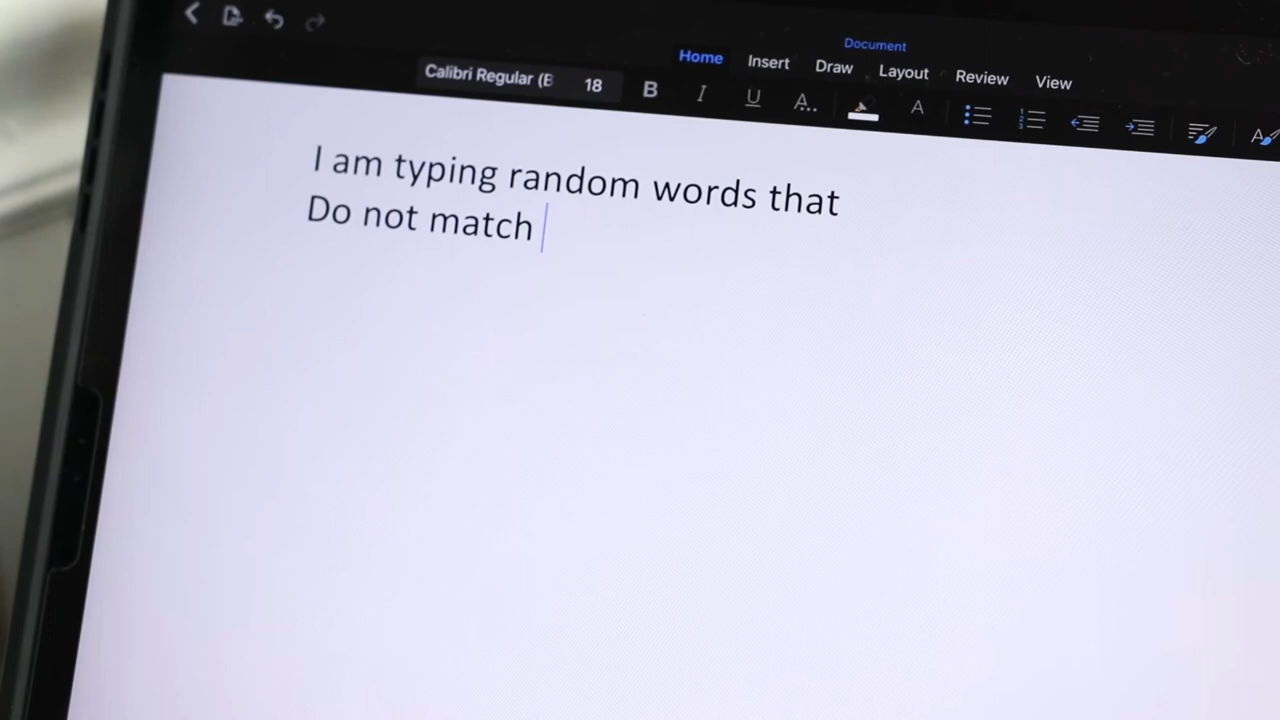 Document
Home Insert Draw Layout Review View
Calibri Regular (B 18 B I U A.. A
I am typing random words that
Do not match